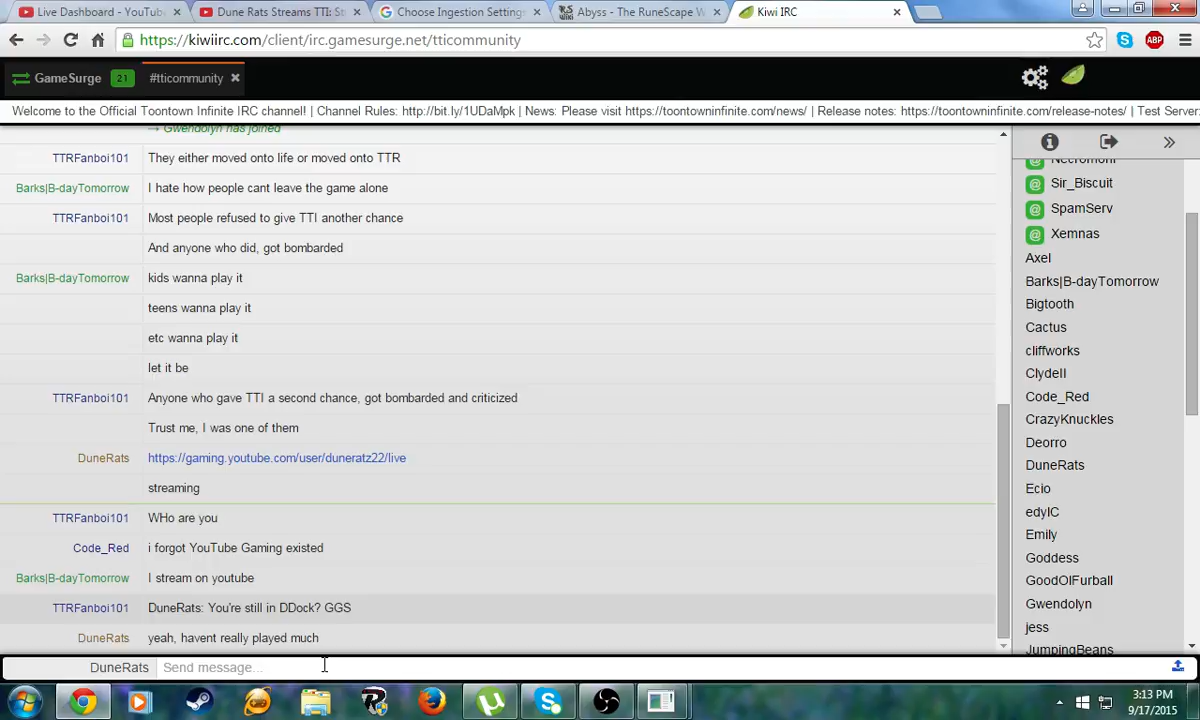 Live Dashboard - YouTub
Dune Rats Streams TTI: St
Choose Ingestion Setting
Abyss - The RuneScape W
Kiwi IRC
https://kiwiirc.com/client/irc.gamesurge.net/tticommunity
ABP
GameSurge 21 #tticommunity
Welcome to the Official Toontown Infinite IRC channel! | Channel Rules: http://bit.ly/1UDaMpk | News: Please visit https://toontowninfinite.com/news/ | Release notes: https://toontowninfinite.com/release-notes/ | Test Server:
→ Gwendolyn has joined
TTRFanboi101 They either moved onto life or moved onto TTR
Barks|B-dayTomorrow I hate how people cant leave the game alone
TTRFanboi101 Most people refused to give TTI another chance
And anyone who did, got bombarded
Barks|B-dayTomorrow kids wanna play it
teens wanna play it
etc wanna play it
let it be
TTRFanboi101 Anyone who gave TTI a second chance, got bombarded and criticized
Trust me, I was one of them
DuneRats https://gaming.youtube.com/user/duneratz22/live
streaming
TTRFanboi101 WHo are you
Code_Red i forgot YouTube Gaming existed
Barks|B-dayTomorrow I stream on youtube
TTRFanboi101 DuneRats: You're still in DDock? GGS
DuneRats yeah, havent really played much
DuneRats Send message...
@ Sir_Biscuit
@ SpamServ
@ Xemnas
Axel
Barks|B-dayTomorrow
Bigtooth
Cactus
cliffworks
ClydeII
Code_Red
CrazyKnuckles
Deorro
DuneRats
Ecio
edyIC
Emily
Goddess
GoodOlFurball
Gwendolyn
jess
JumpingBeans
3:13 PM
9/17/2015